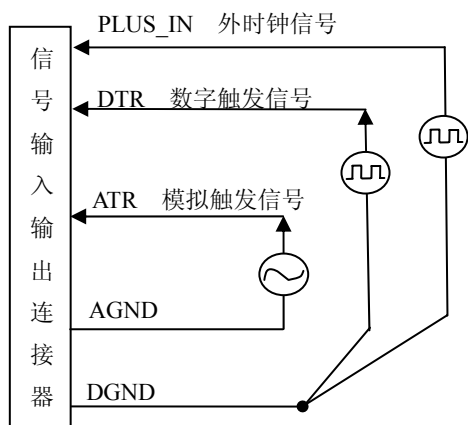 信号输入输出连接器
PLUS_IN 外时钟信号
DTR 数字触发信号
ATR 模拟触发信号
AGND
DGND